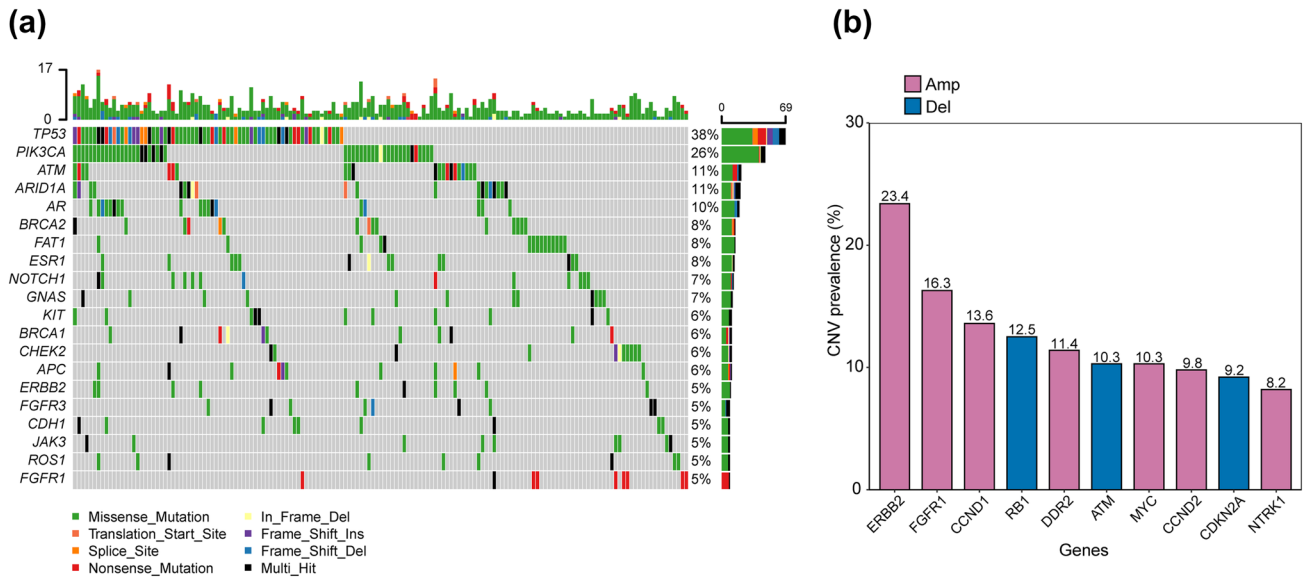 (a)
17
0
0 69
TP53 38%
PIK3CA 26%
ATM 11%
ARID1A 11%
AR 10%
BRCA2 8%
FAT1 8%
ESR1 8%
NOTCH1 7%
GNAS 7%
KIT 6%
BRCA1 6%
CHEK2 6%
APC 6%
ERBB2 5%
FGFR3 5%
CDH1 5%
JAK3 5%
ROS1 5%
FGFR1 5%
Missense_Mutation
Translation_Start_Site
Splice_Site
Nonsense_Mutation
In_Frame_Del
Frame_Shift_Ins
Frame_Shift_Del
Multi_Hit
(b)
Amp
Del
CNV prevalence (%)
30
20
10
0
23.4
16.3
13.6
12.5
11.4
10.3
10.3
9.8
9.2
8.2
ERBB2
FGFR1
CCND1
RB1
DDR2
ATM
MYC
CCND2
CDKN2A
NTRK1
Genes